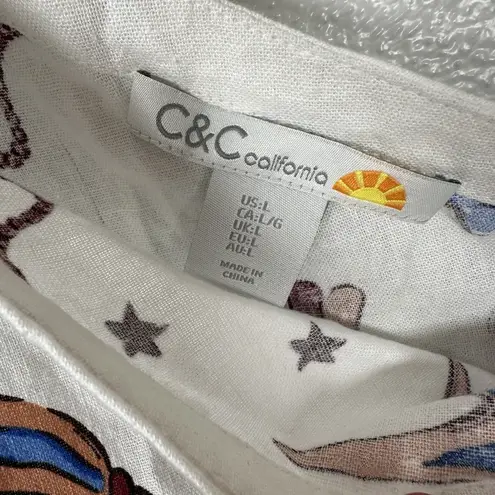 C&C california
US:L
CA:L/G
UK:L
EU:L
AU:L
MADE IN
CHINA